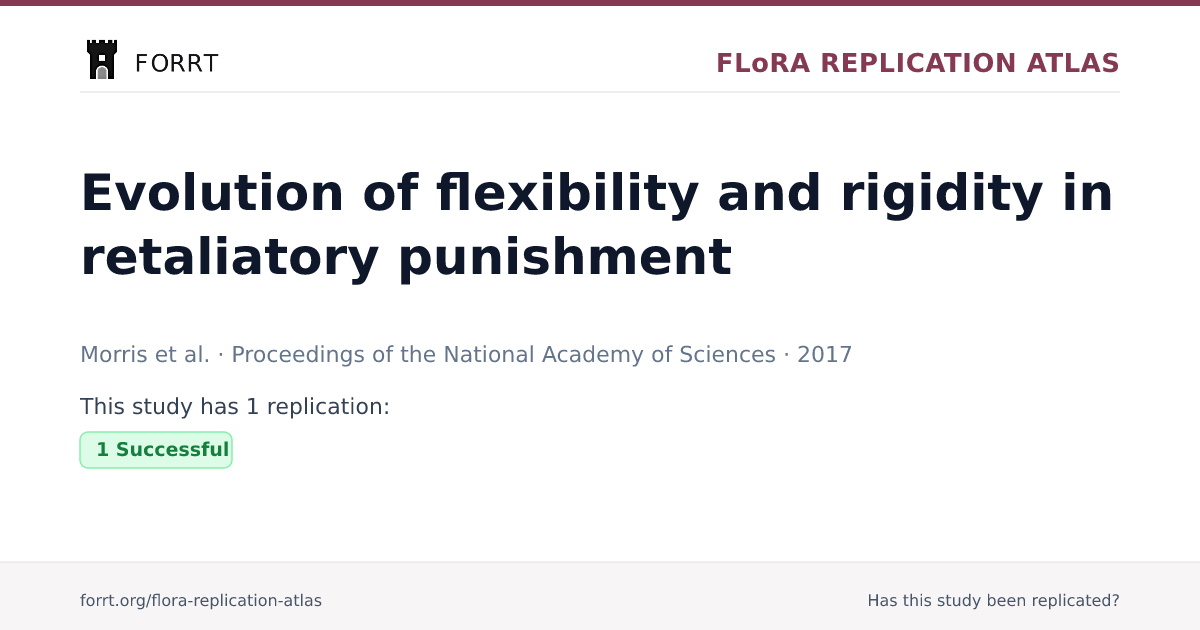 FORRT
FLoRA REPLICATION ATLAS
Evolution of flexibility and rigidity in
retaliatory punishment
Morris et al. · Proceedings of the National Academy of Sciences · 2017
This study has 1 replication:
1 Successful
forrt.org/flora-replication-atlas
Has this study been replicated?